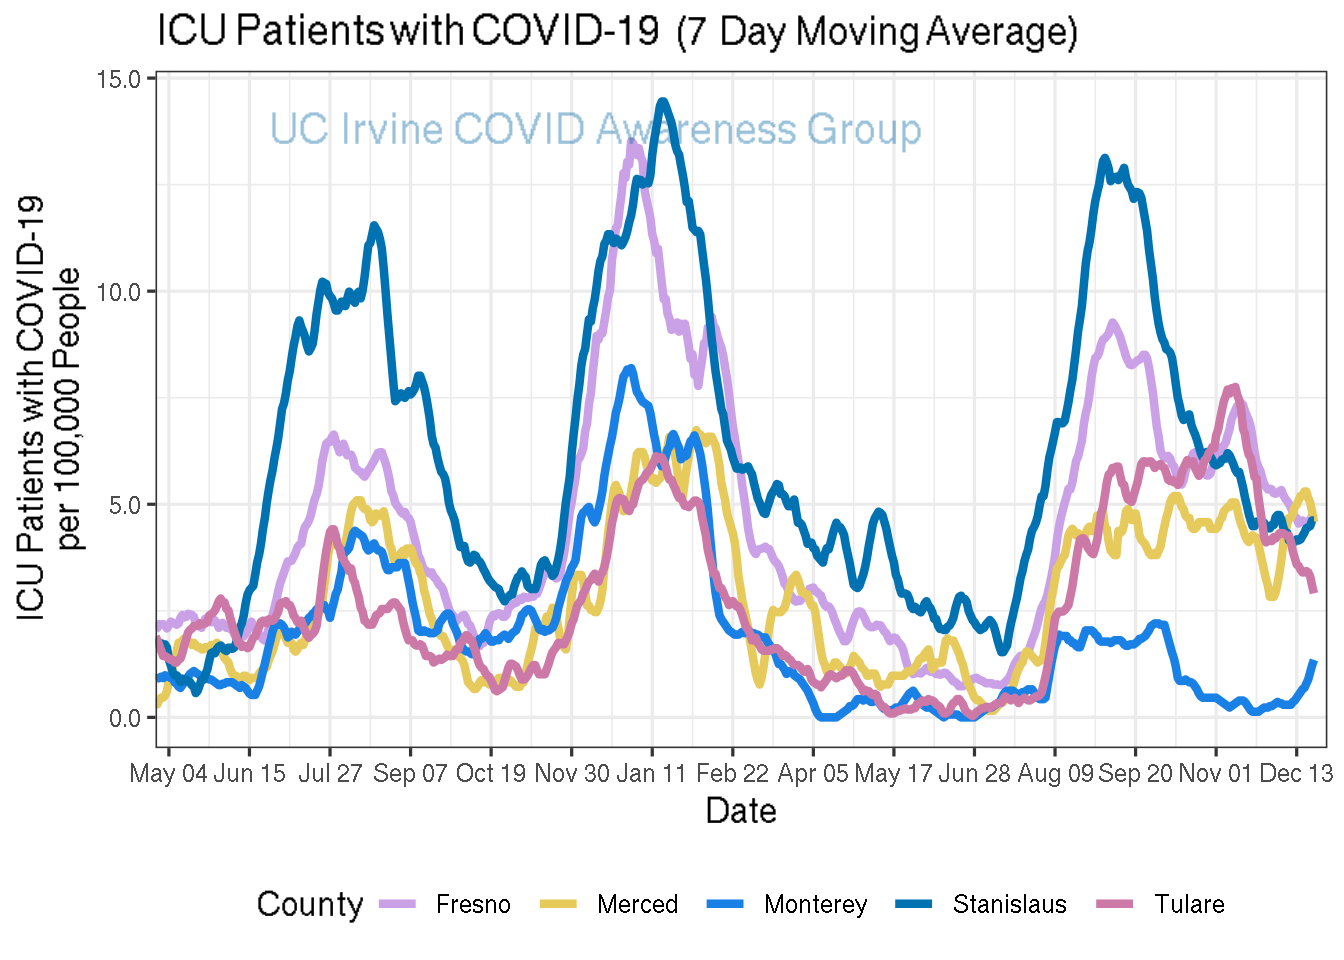 ICU Patients with COVID-19 (7 Day Moving Average)
UC Irvine COVID Awareness Group
ICU Patients with COVID-19
per 100,000 People
15.0
10.0
5.0
0.0
May 04 Jun 15 Jul 27 Sep 07 Oct 19 Nov 30 Jan 11 Feb 22 Apr 05 May 17 Jun 28 Aug 09 Sep 20 Nov 01 Dec 13
Date
County Fresno Merced Monterey Stanislaus Tulare